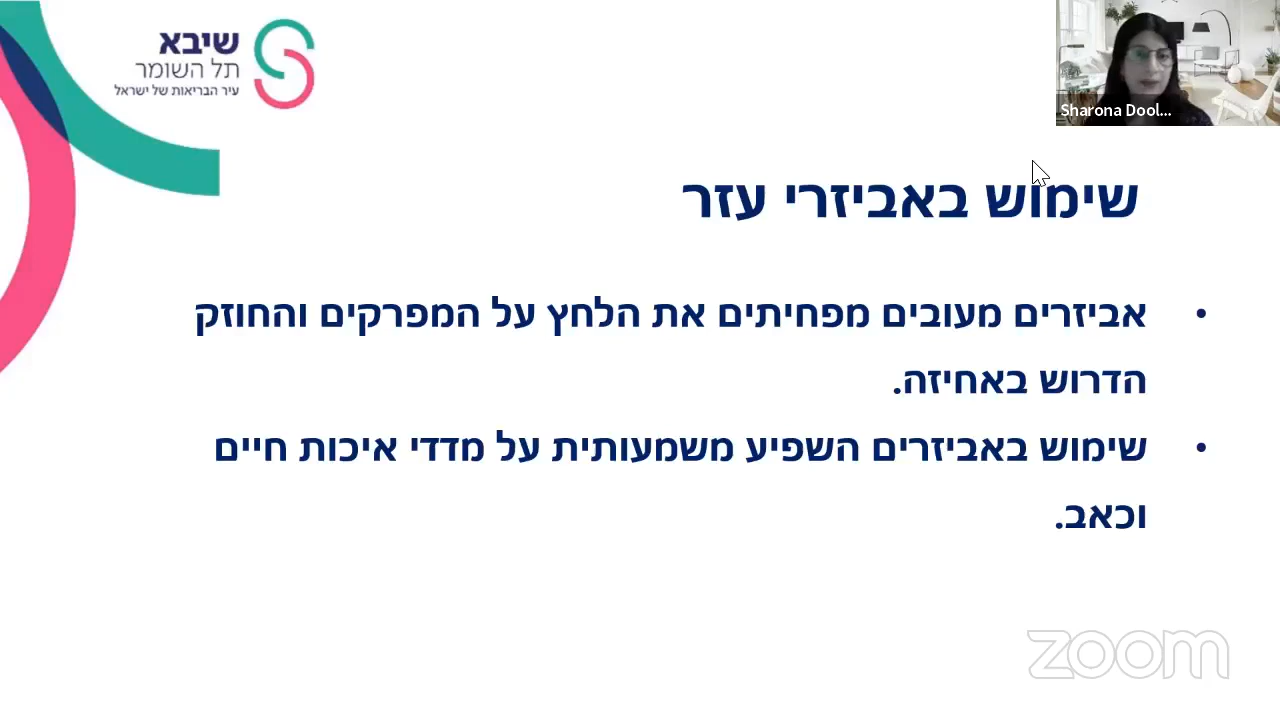 שיבא
תל השומר
עיר הבריאות של ישראל
Sharona Dool...
שימוש באביזרי עזר
• אביזרים מעובים מפחיתים את הלחץ על המפרקים והחוזק
הדרוש באחיזה.
• שימוש באביזרים השפיע משמעותית על מדדי איכות חיים
וכאב.
zoom